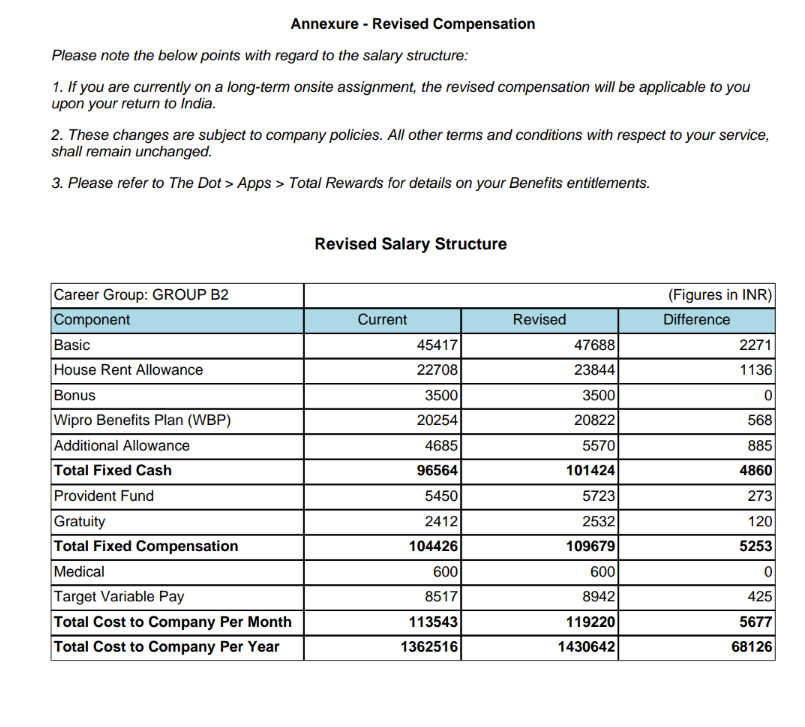 Annexure - Revised Compensation
Please note the below points with regard to the salary structure:
1. If you are currently on a long-term onsite assignment, the revised compensation will be applicable to you
upon your return to India.
2. These changes are subject to company policies. All other terms and conditions with respect to your service,
shall remain unchanged.
3. Please refer to The Dot > Apps > Total Rewards for details on your Benefits entitlements.
Revised Salary Structure
Career Group: GROUP B2 (Figures in INR)
Component Current Revised Difference
Basic 45417 47688 2271
House Rent Allowance 22708 23844 1136
Bonus 3500 3500 0
Wipro Benefits Plan (WBP) 20254 20822 568
Additional Allowance 4685 5570 885
Total Fixed Cash 96564 101424 4860
Provident Fund 5450 5723 273
Gratuity 2412 2532 120
Total Fixed Compensation 104426 109679 5253
Medical 600 600 0
Target Variable Pay 8517 8942 425
Total Cost to Company Per Month 113543 119220 5677
Total Cost to Company Per Year 1362516 1430642 68126